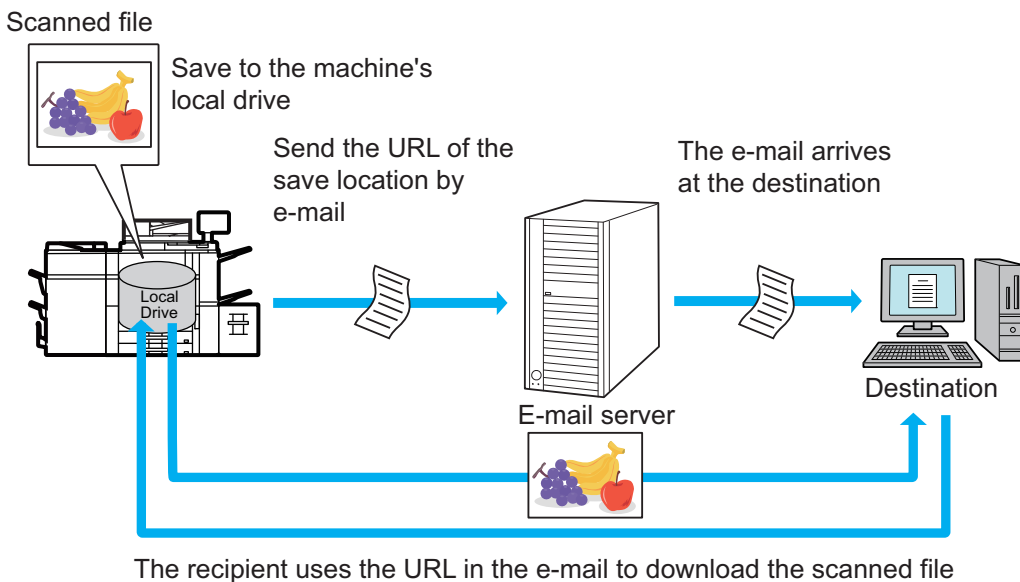 Scanned file
Save to the machine's
local drive
Send the URL of the
save location by
e-mail
The e-mail arrives
at the destination
Local
Drive
Destination
E-mail server
The recipient uses the URL in the e-mail to download the scanned file